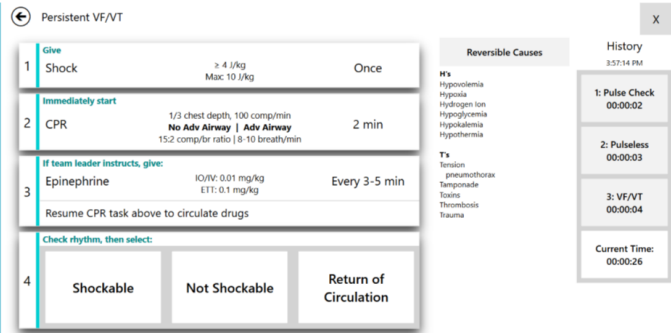 Persistent VF/VT
X
1
Give
Shock
≥ 4 J/kg
Max: 10 J/kg
Once
2
Immediately start
CPR
1/3 chest depth, 100 comp/min
No Adv Airway | Adv Airway
15:2 comp/br ratio | 8-10 breath/min
2 min
3
If team leader instructs, give:
Epinephrine
IO/IV: 0.01 mg/kg
ETT: 0.1 mg/kg
Every 3-5 min
Resume CPR task above to circulate drugs
4
Check rhythm, then select:
Shockable
Not Shockable
Return of
Circulation
Reversible Causes
H's
Hypovolemia
Hypoxia
Hydrogen Ion
Hypoglycemia
Hypokalemia
Hypothermia
T's
Tension
pneumothorax
Tamponade
Toxins
Thrombosis
Trauma
History
3:57:14 PM
1: Pulse Check
00:00:02
2: Pulseless
00:00:03
3: VF/VT
00:00:04
Current Time:
00:00:26